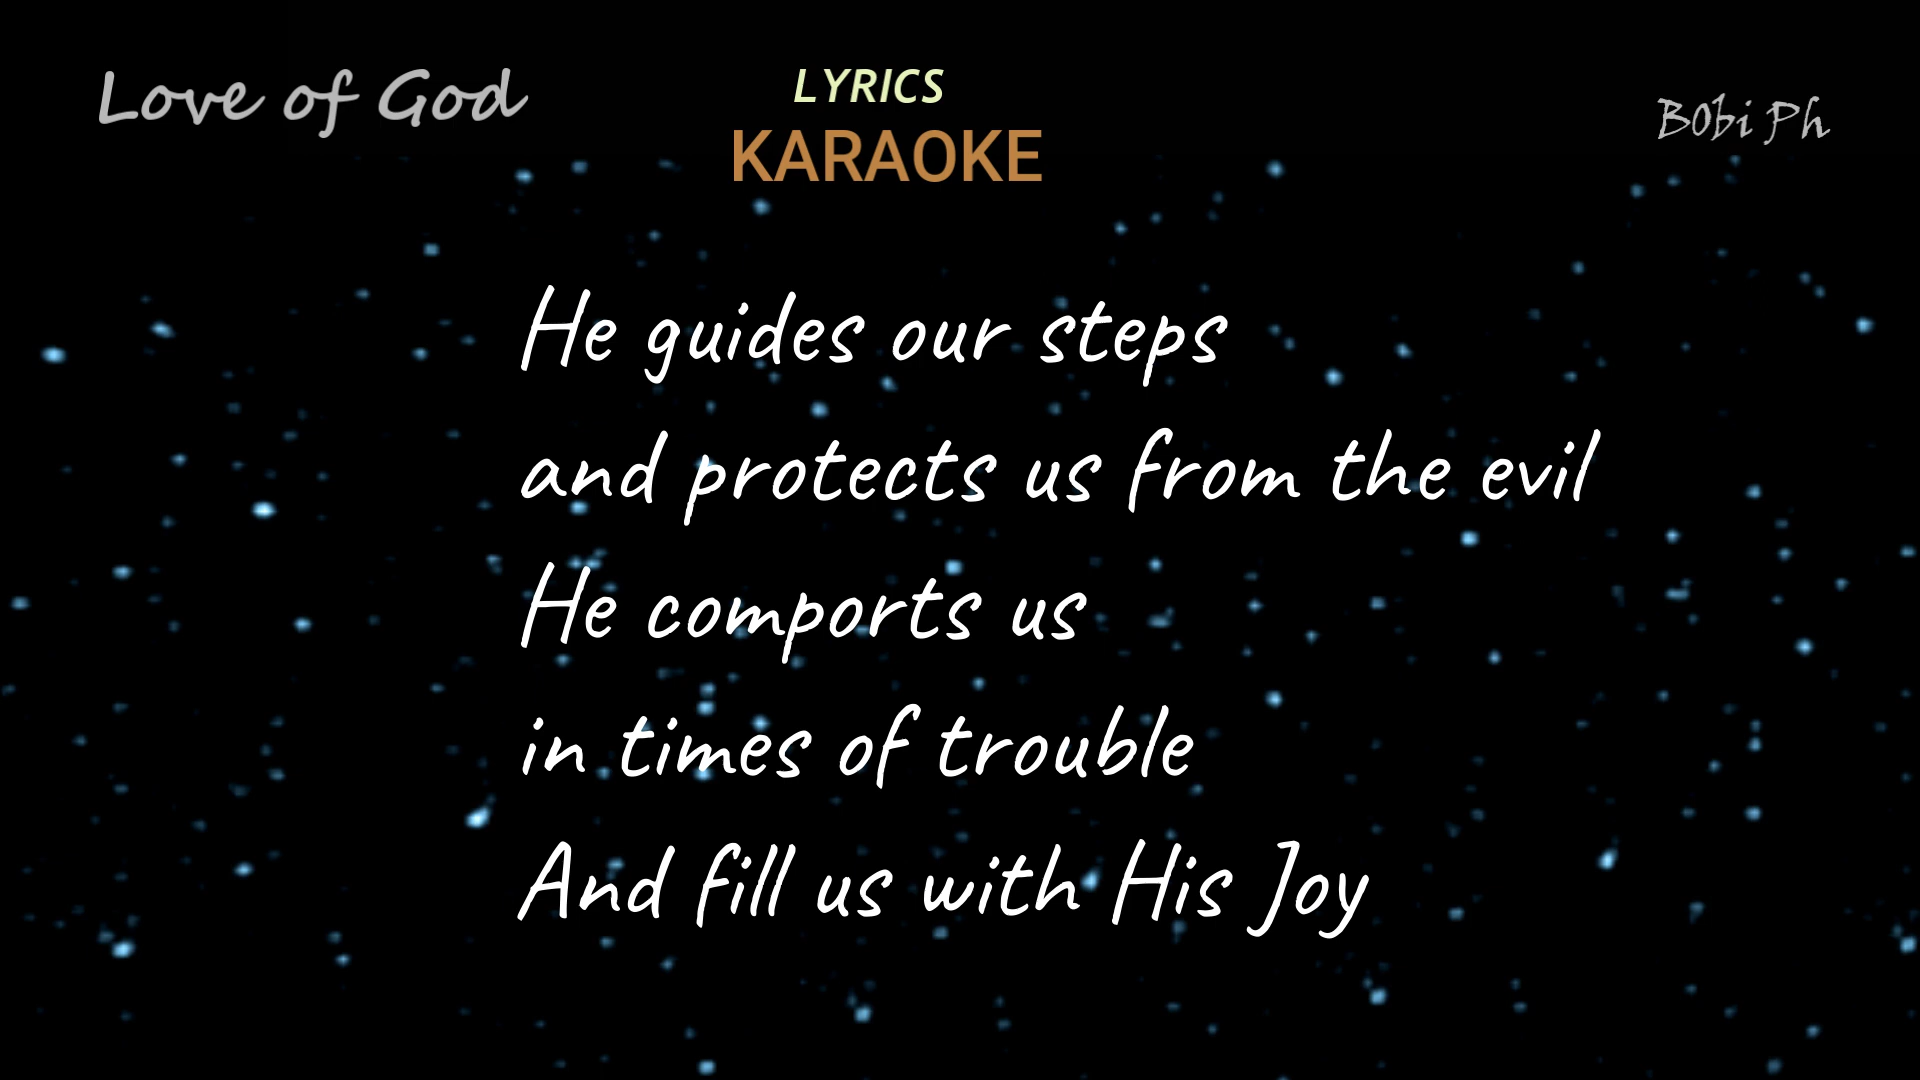 Love of God
LYRICS
KARAOKE
Bobi Ph
He guides our steps
and protects us from the evil
He comports us
in times of trouble
And fill us with His Joy